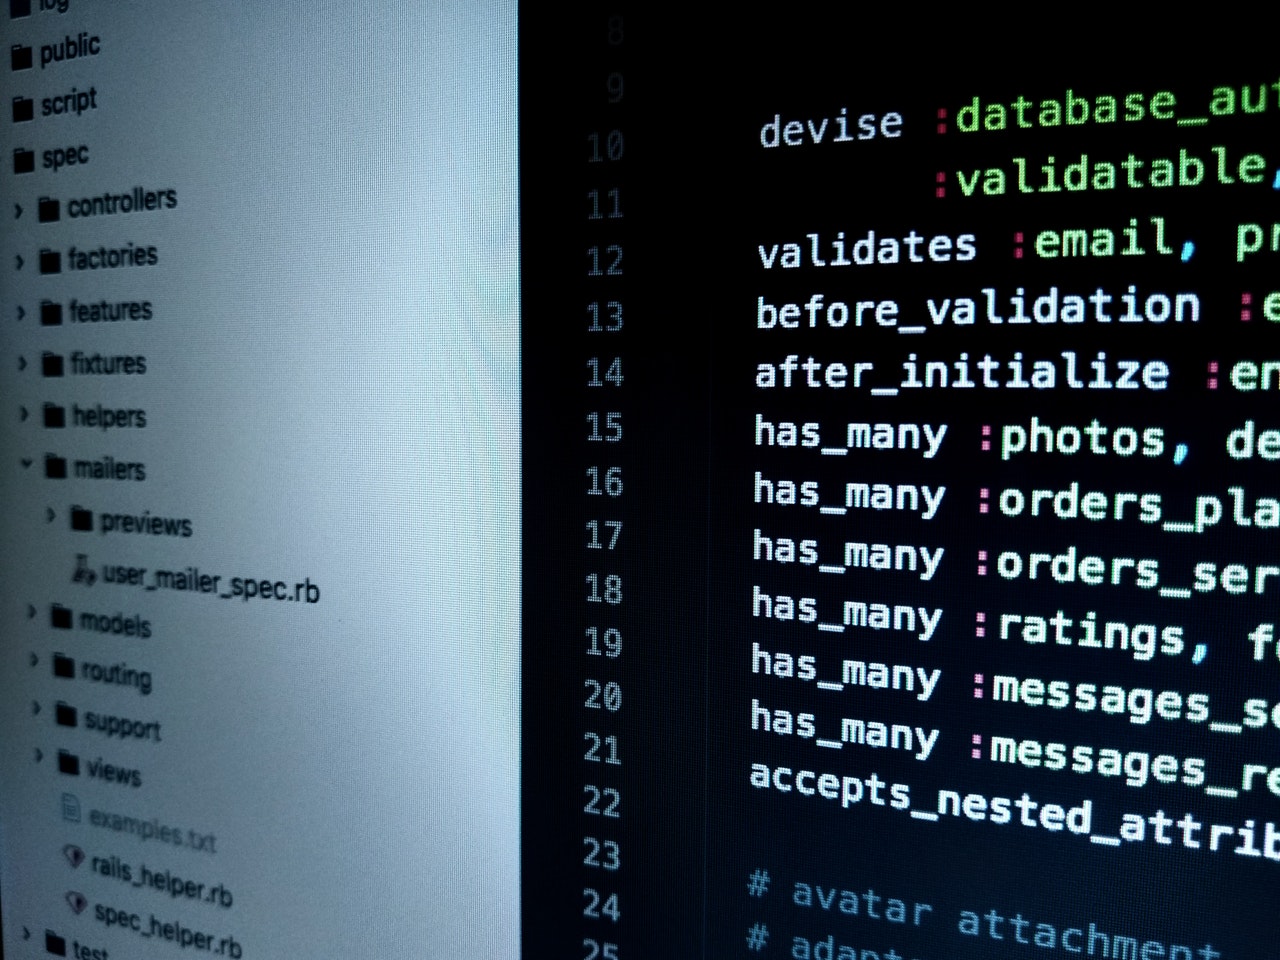 log
public
script
spec
controllers
factories
features
fixtures
helpers
mailers
previews
user_mailer_spec.rb
models
routing
support
views
examples.txt
rails_helper.rb
spec_helper.rb
test
8
9
10 devise :database_aut
11 :validatable,
12 validates :email, pr
13 before_validation :e
14 after_initialize :en
15 has_many :photos, de
16 has_many :orders_pla
17 has_many :orders_ser
18 has_many :ratings, f
19 has_many :messages_s
20 has_many :messages_re
21 accepts_nested_attrib
22
23 # avatar attachment
24 # adapt
25